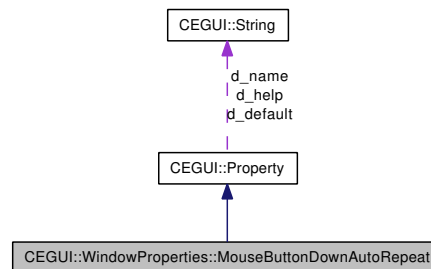 CEGUI::String
d_name
d_help
d_default
CEGUI::Property
CEGUI::WindowProperties::MouseButtonDownAutoRepeat